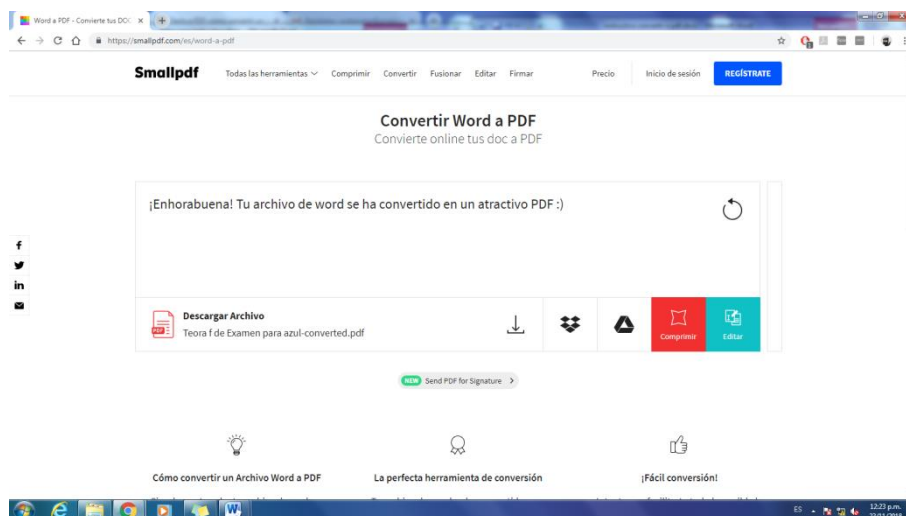 Word a PDF - Convierte tus DOC
https://smallpdf.com/es/word-a-pdf
Smallpdf Todas las herramientas Comprimir Convertir Fusionar Editar Firmar Precio Inicio de sesión REGÍSTRATE
Convertir Word a PDF
Convierte online tus doc a PDF
¡Enhorabuena! Tu archivo de word se ha convertido en un atractivo PDF :)
Descargar Archivo
Teora f de Examen para azul-converted.pdf
PDF
Comprimir Editar
NEW Send PDF for Signature
Cómo convertir un Archivo Word a PDF La perfecta herramienta de conversión ¡Fácil conversión!
ES 12:23 p.m.